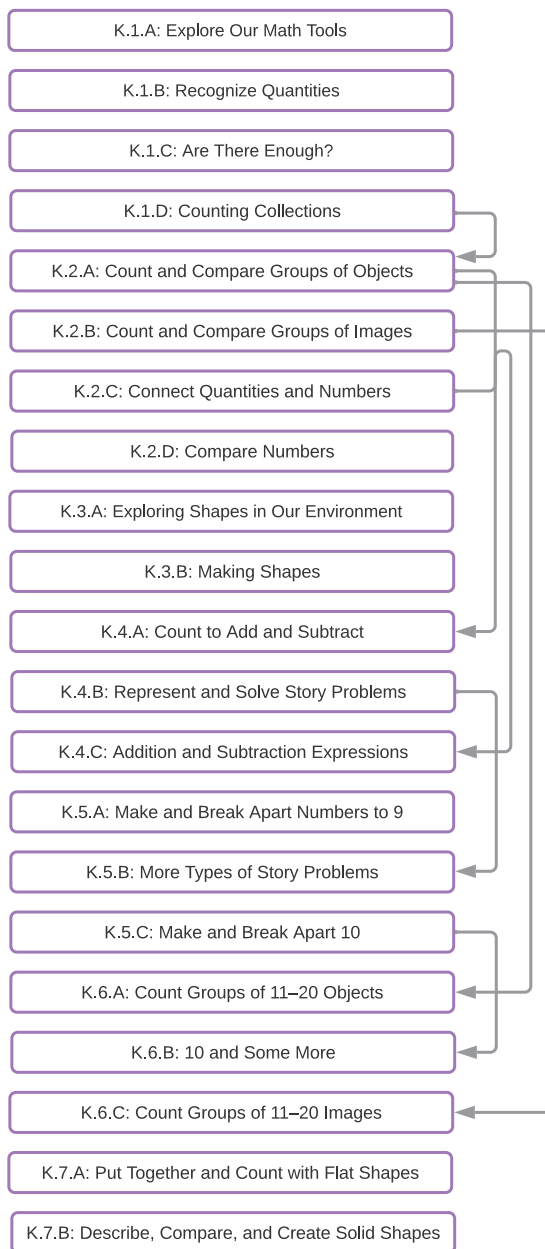 K.1.A: Explore Our Math Tools
K.1.B: Recognize Quantities
K.1.C: Are There Enough?
K.1.D: Counting Collections
K.2.A: Count and Compare Groups of Objects
K.2.B: Count and Compare Groups of Images
K.2.C: Connect Quantities and Numbers
K.2.D: Compare Numbers
K.3.A: Exploring Shapes in Our Environment
K.3.B: Making Shapes
K.4.A: Count to Add and Subtract
K.4.B: Represent and Solve Story Problems
K.4.C: Addition and Subtraction Expressions
K.5.A: Make and Break Apart Numbers to 9
K.5.B: More Types of Story Problems
K.5.C: Make and Break Apart 10
K.6.A: Count Groups of 11–20 Objects
K.6.B: 10 and Some More
K.6.C: Count Groups of 11–20 Images
K.7.A: Put Together and Count with Flat Shapes
K.7.B: Describe, Compare, and Create Solid Shapes